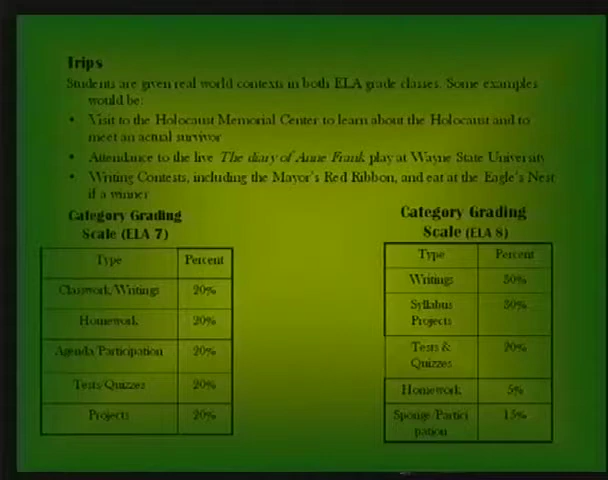 Trips
Students are given real world contexts in both ELA grade classes. Some examples
would be:
• Visit to the Holocaust Memorial Center to learn about the Holocaust and to
meet an actual survivor
• Attendance to the live The diary of Anne Frank play at Wayne State University
• Writing Contests, including the Mayor's Red Ribbon, and eat at the Eagle's Nest
if a winner
Category Grading
Scale (ELA 7)
Type Percent
Classwork/Writings 20%
Homework 20%
Agenda/Participation 20%
Tests/Quizzes 20%
Projects 20%
Category Grading
Scale (ELA 8)
Type Percent
Writings 30%
Syllabus 30%
Projects
Tests & 20%
Quizzes
Homework 5%
Sponge/Partici 15%
pation